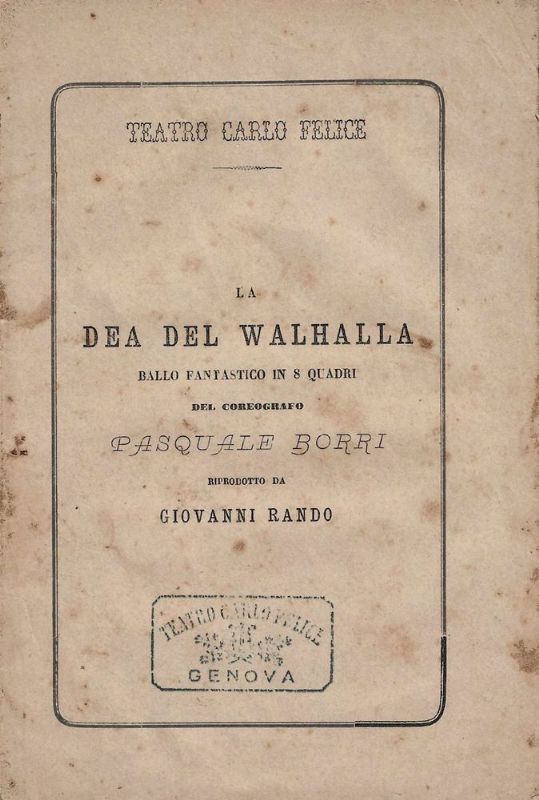 TEATRO CARLO FELICE
LA
DEA DEL WALHALLA
BALLO FANTASTICO IN 8 QUADRI
DEL COREOGRAFO
PASQUALE BORRI
RIPRODOTTO DA
GIOVANNI RANDO
TEATRO CARLO FELICE
GENOVA